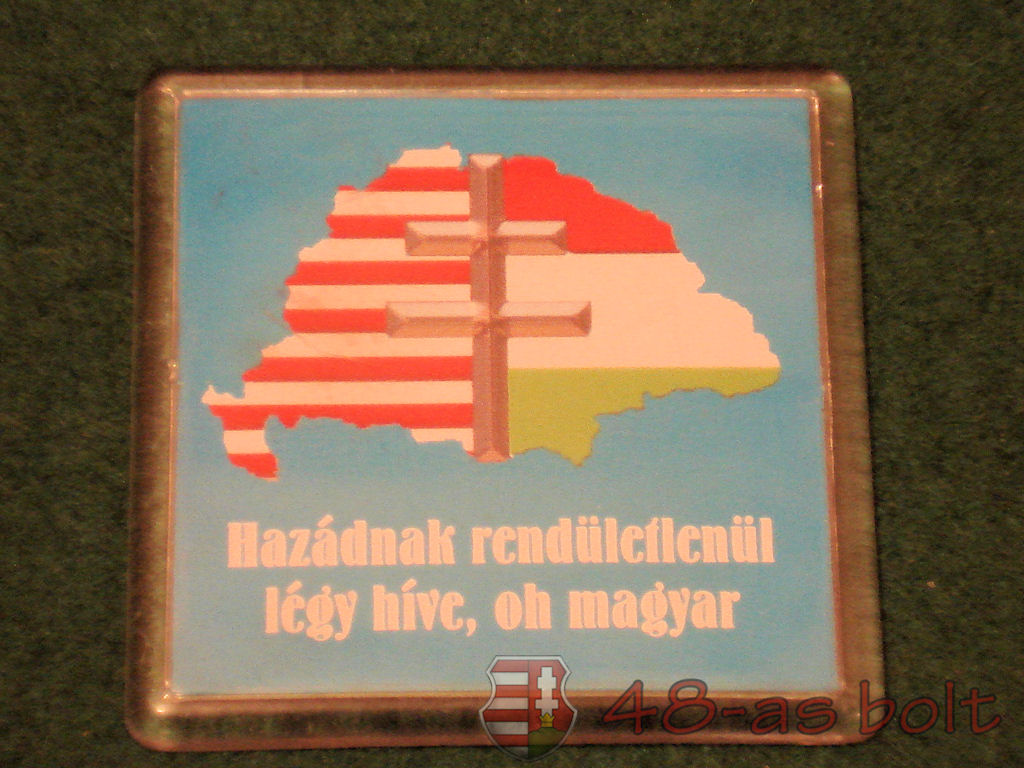 Hazádnak rendületlenül
légy híve, oh magyar
48-as bolt